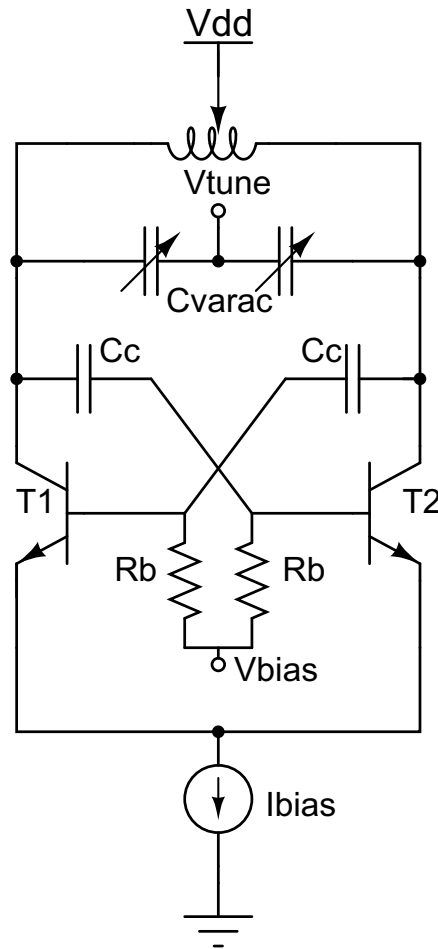 Vdd
Vtune
Cvarac
Cc Cc
T1 T2
Rb Rb
Vbias
Ibias